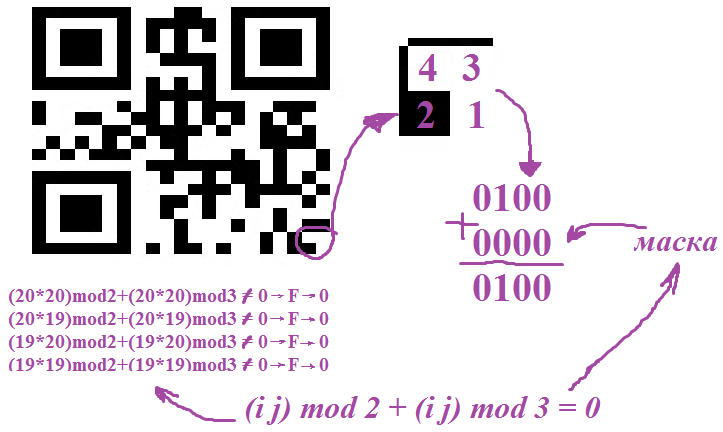 4 3
2 1
0100
+
0000
маска
0100
(20*20)mod2+(20*20)mod3≠0→F→0
(20*19)mod2+(20*19)mod3≠0→F→0
(19*20)mod2+(19*20)mod3≠0→F→0
(19*19)mod2+(19*19)mod3≠0→F→0
(i j) mod 2 + (i j) mod 3 = 0